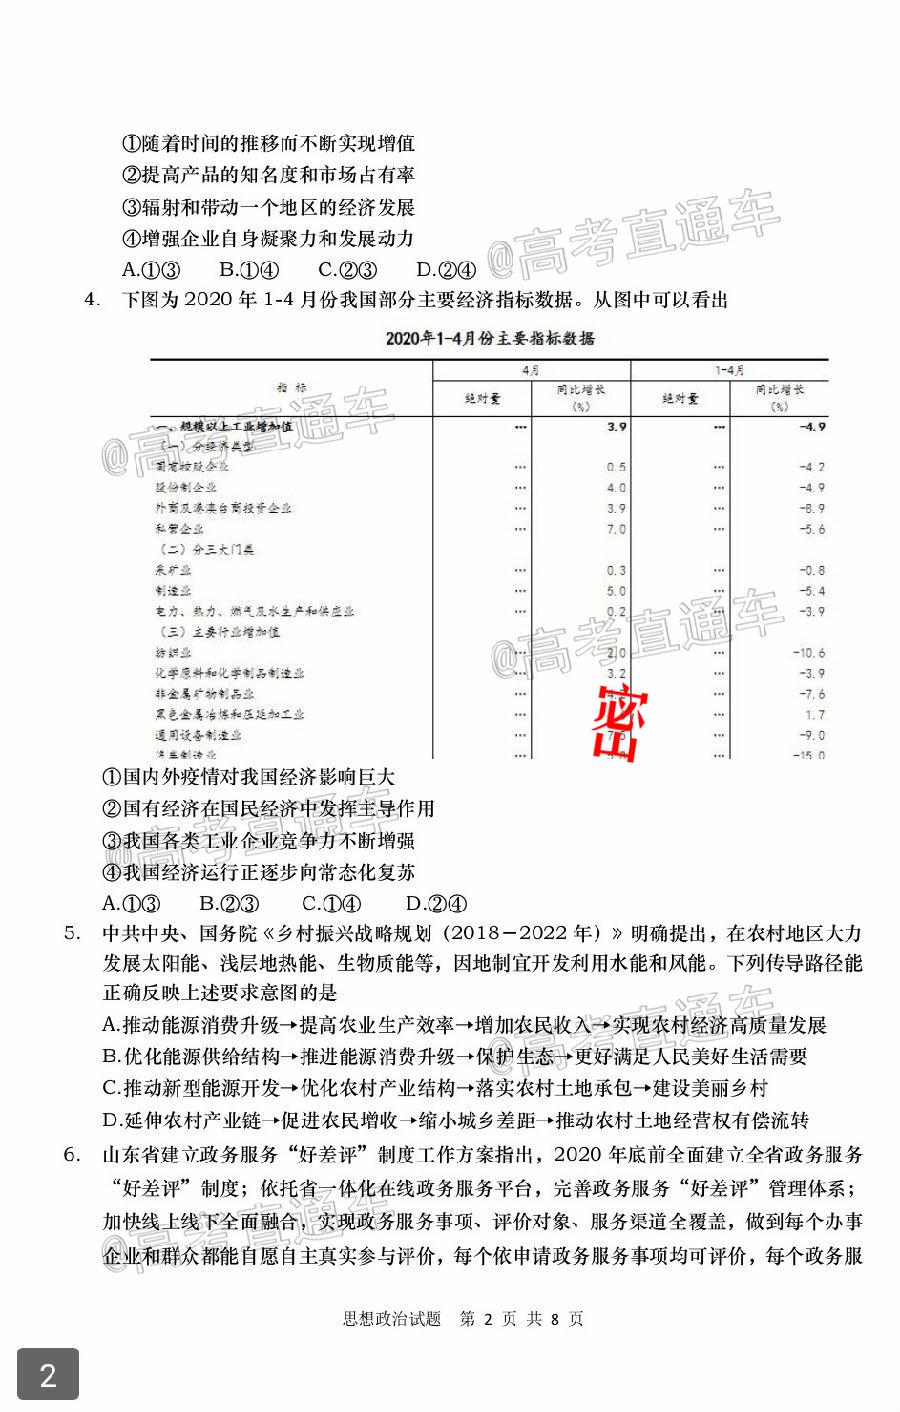 ①随着时间的推移而不断实现增值
②提高产品的知名度和市场占有率
③辐射和带动一个地区的经济发展
④增强企业自身凝聚力和发展动力
A.①③ B.①④ C.②③ D.②④
@高考直通车
4. 下图为 2020 年 1-4 月份我国部分主要经济指标数据。从图中可以看出
2020年1-4月份主要指标数据
指 标 4月 1-4月
绝对量 同比增长(%) 绝对量 同比增长(%)
一、规模以上工业增加值 … 3.9 … -4.9
（一）分经济类型
国有控股企业 … 0.5 … -4.2
股份制企业 … 4.0 … -4.9
外商及港澳台商投资企业 … 3.9 … -8.9
私营企业 … 7.0 … -5.6
@高考直通车
（二）分三大门类
采矿业 … 0.3 … -0.8
制造业 … 5.0 … -5.4
电力、热力、燃气及水生产和供应业 … 0.2 … -3.9
（三）主要行业增加值
纺织业 … 2.0 … -10.6
@高考直通车
化学原料和化学制品制造业 … 3.2 … -3.9
非金属矿物制品业 … … -7.6
黑色金属冶炼和压延加工业 … … 1.7
通用设备制造业 … 7.5 … -9.0
汽车制造业 … … -15.0
密
①国内外疫情对我国经济影响巨大
②国有经济在国民经济中发挥主导作用
③我国各类工业企业竞争力不断增强
④我国经济运行正逐步向常态化复苏
@高考直通车
A.①③ B.②③ C.①④ D.②④
5. 中共中央、国务院《乡村振兴战略规划（2018－2022 年）》明确提出，在农村地区大力
发展太阳能、浅层地热能、生物质能等，因地制宜开发利用水能和风能。下列传导路径能
正确反映上述要求意图的是
A.推动能源消费升级→提高农业生产效率→增加农民收入→实现农村经济高质量发展
B.优化能源供给结构→推进能源消费升级→保护生态→更好满足人民美好生活需要
C.推动新型能源开发→优化农村产业结构→落实农村土地承包→建设美丽乡村
D.延伸农村产业链→促进农民增收→缩小城乡差距→推动农村土地经营权有偿流转
@高考直通车
6. 山东省建立政务服务“好差评”制度工作方案指出，2020 年底前全面建立全省政务服务
“好差评”制度；依托省一体化在线政务服务平台，完善政务服务“好差评”管理体系；
加快线上线下全面融合，实现政务服务事项、评价对象、服务渠道全覆盖，做到每个办事
企业和群众都能自愿自主真实参与评价，每个依申请政务服务事项均可评价，每个政务服
@高考直通车
思想政治试题 第 2 页 共 8 页
2